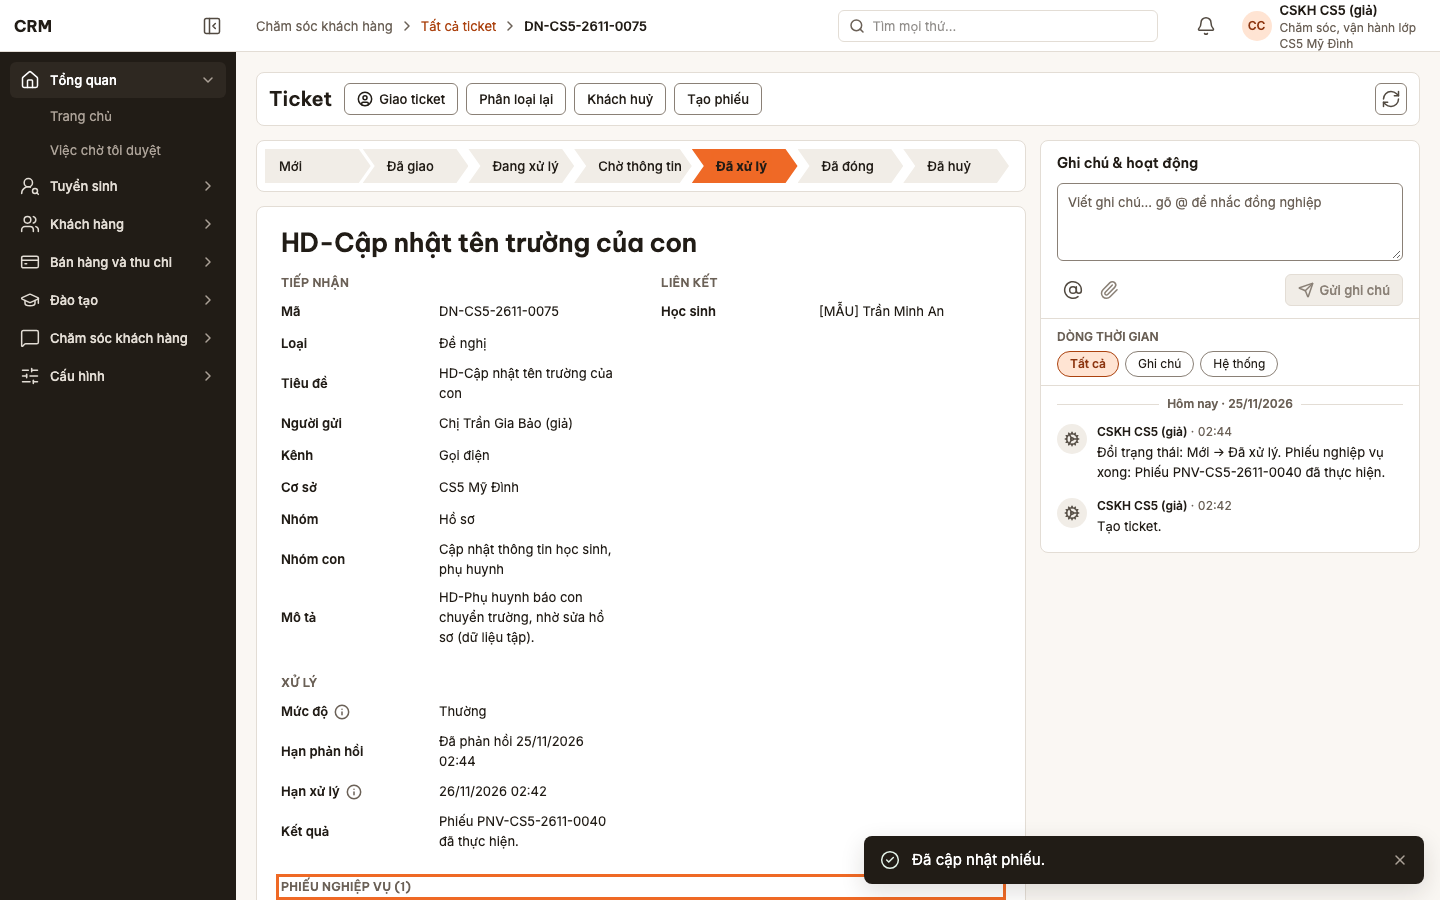 CRM
Chăm sóc khách hàng > Tất cả ticket > DN-CS5-2611-0075
Tìm mọi thứ...
CC
CSKH CS5 (giả)
Chăm sóc, vận hành lớp
CS5 Mỹ Đình
Tổng quan
Trang chủ
Việc chờ tôi duyệt
Tuyển sinh
Khách hàng
Bán hàng và thu chi
Đào tạo
Chăm sóc khách hàng
Cấu hình
Ticket
Giao ticket
Phân loại lại
Khách huỷ
Tạo phiếu
Mới
Đã giao
Đang xử lý
Chờ thông tin
Đã xử lý
Đã đóng
Đã huỷ
HD-Cập nhật tên trường của con
TIẾP NHẬN
Mã DN-CS5-2611-0075
Loại Đề nghị
Tiêu đề HD-Cập nhật tên trường của
con
Người gửi Chị Trần Gia Bảo (giả)
Kênh Gọi điện
Cơ sở CS5 Mỹ Đình
Nhóm Hồ sơ
Nhóm con Cập nhật thông tin học sinh,
phụ huynh
Mô tả HD-Phụ huynh báo con
chuyển trường, nhờ sửa hồ
sơ (dữ liệu tập).
LIÊN KẾT
Học sinh [MẪU] Trần Minh An
XỬ LÝ
Mức độ Thường
Hạn phản hồi Đã phản hồi 25/11/2026
02:44
Hạn xử lý 26/11/2026 02:42
Kết quả Phiếu PNV-CS5-2611-0040
đã thực hiện.
PHIẾU NGHIỆP VỤ (1)
Ghi chú & hoạt động
Viết ghi chú... gõ @ để nhắc đồng nghiệp
Gửi ghi chú
DÒNG THỜI GIAN
Tất cả
Ghi chú
Hệ thống
Hôm nay · 25/11/2026
CSKH CS5 (giả) · 02:44
Đổi trạng thái: Mới → Đã xử lý. Phiếu nghiệp vụ
xong: Phiếu PNV-CS5-2611-0040 đã thực hiện.
CSKH CS5 (giả) · 02:42
Tạo ticket.
Đã cập nhật phiếu.